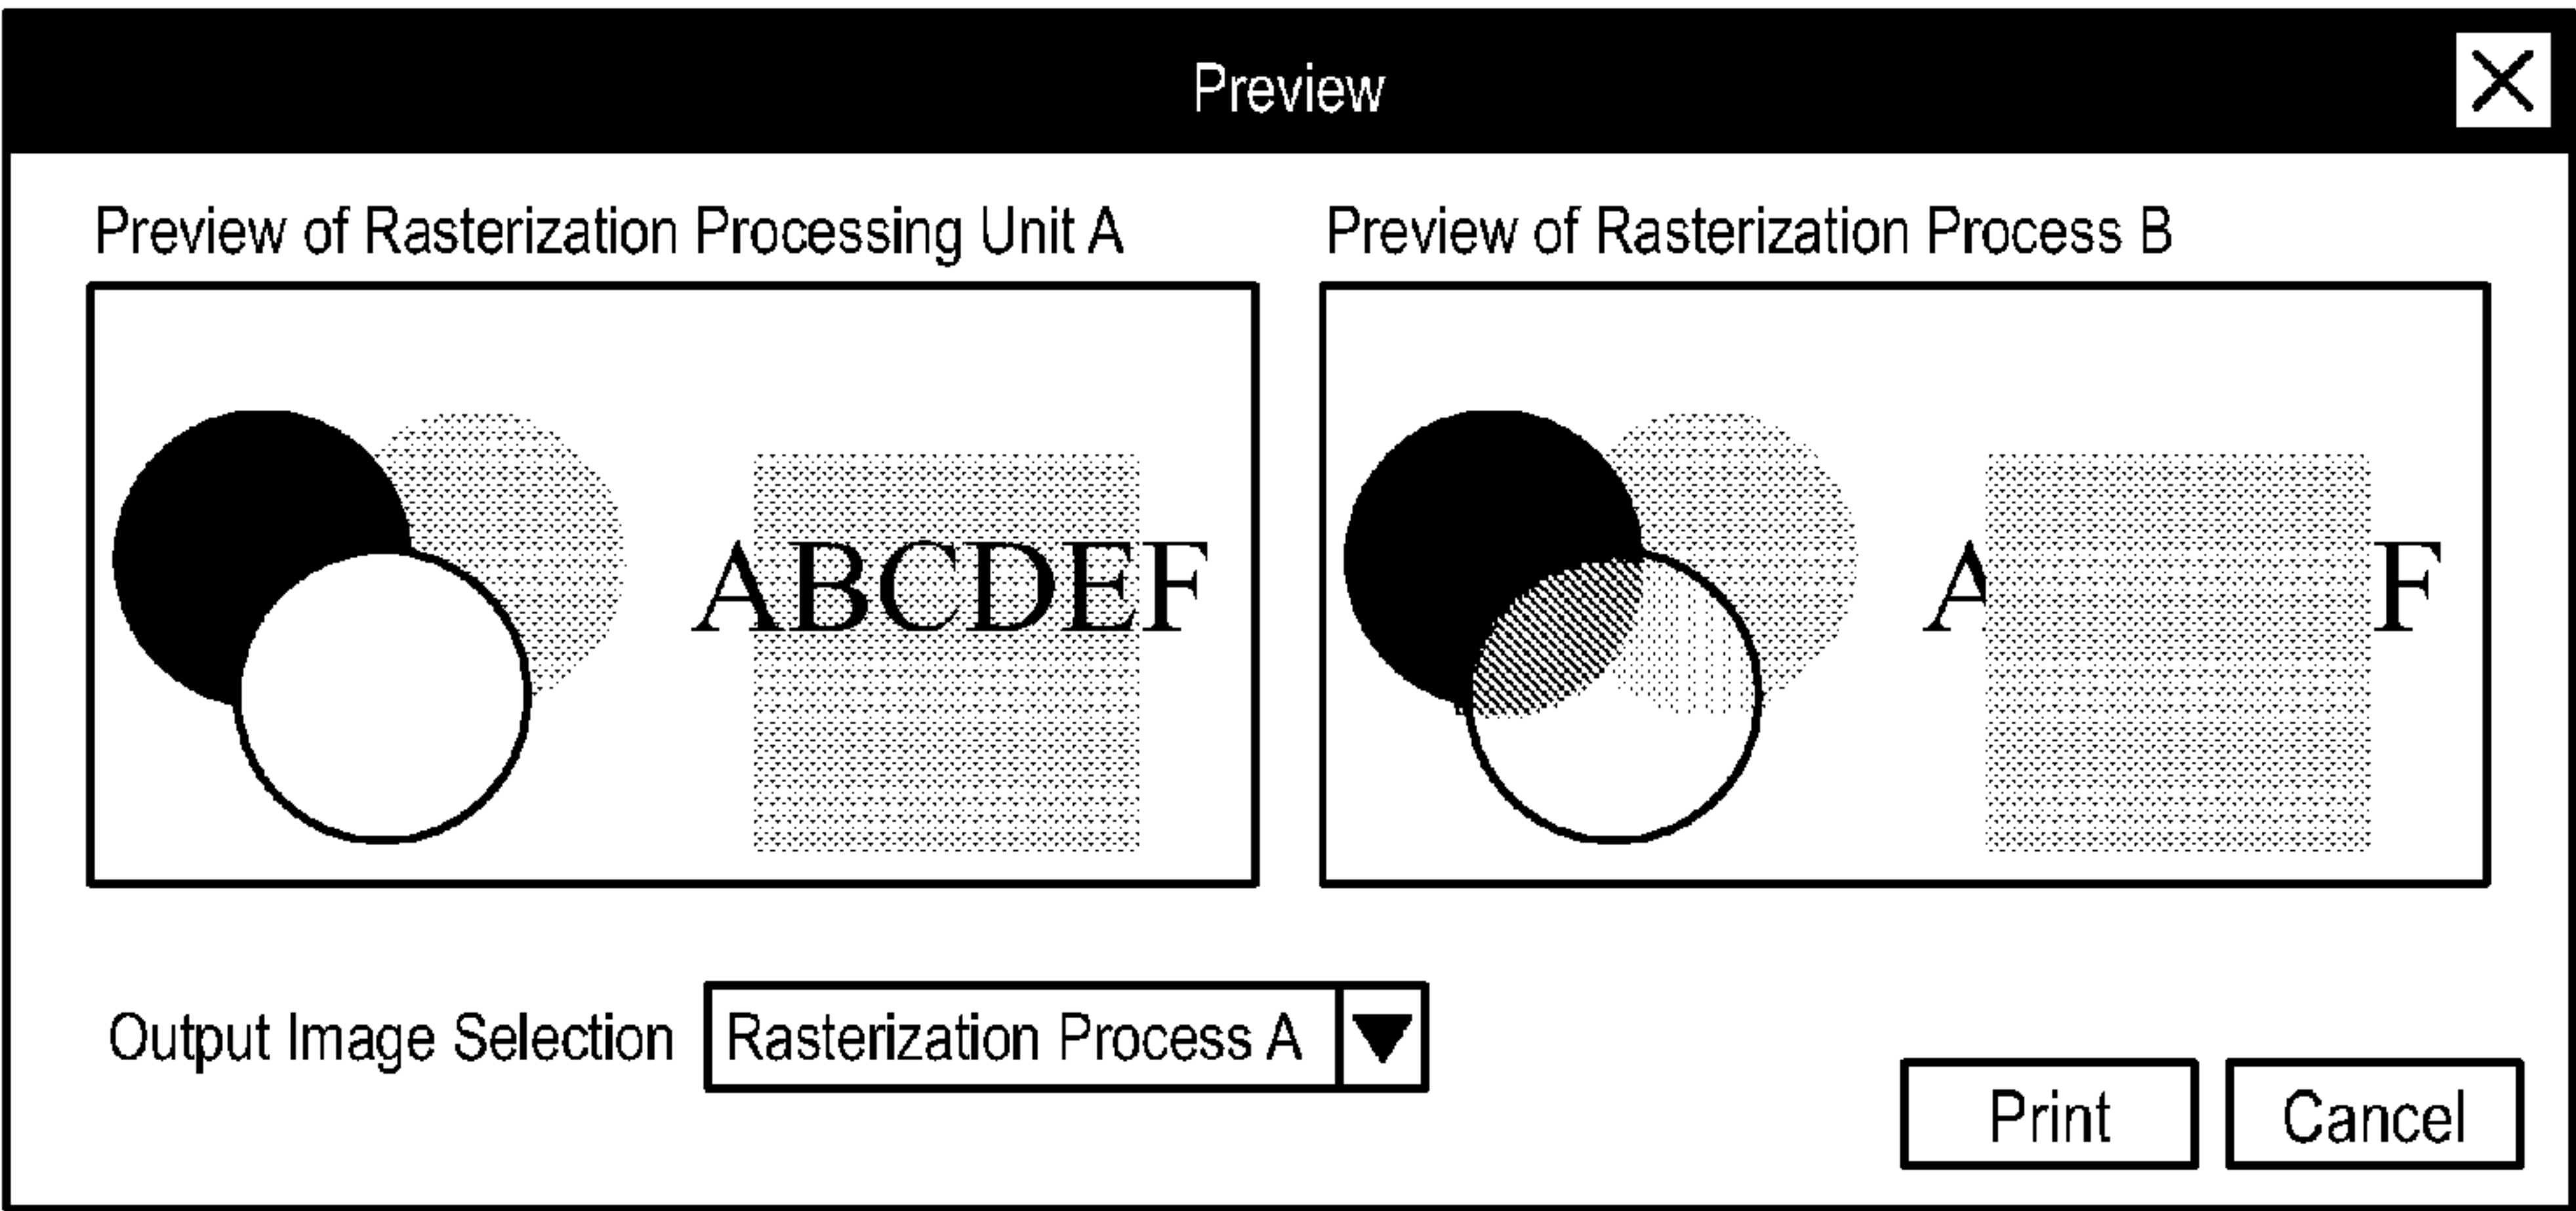 Preview
Preview of Rasterization Processing Unit A
Preview of Rasterization Process B
ABCDEF
A F
Output Image Selection
Rasterization Process A
Print
Cancel